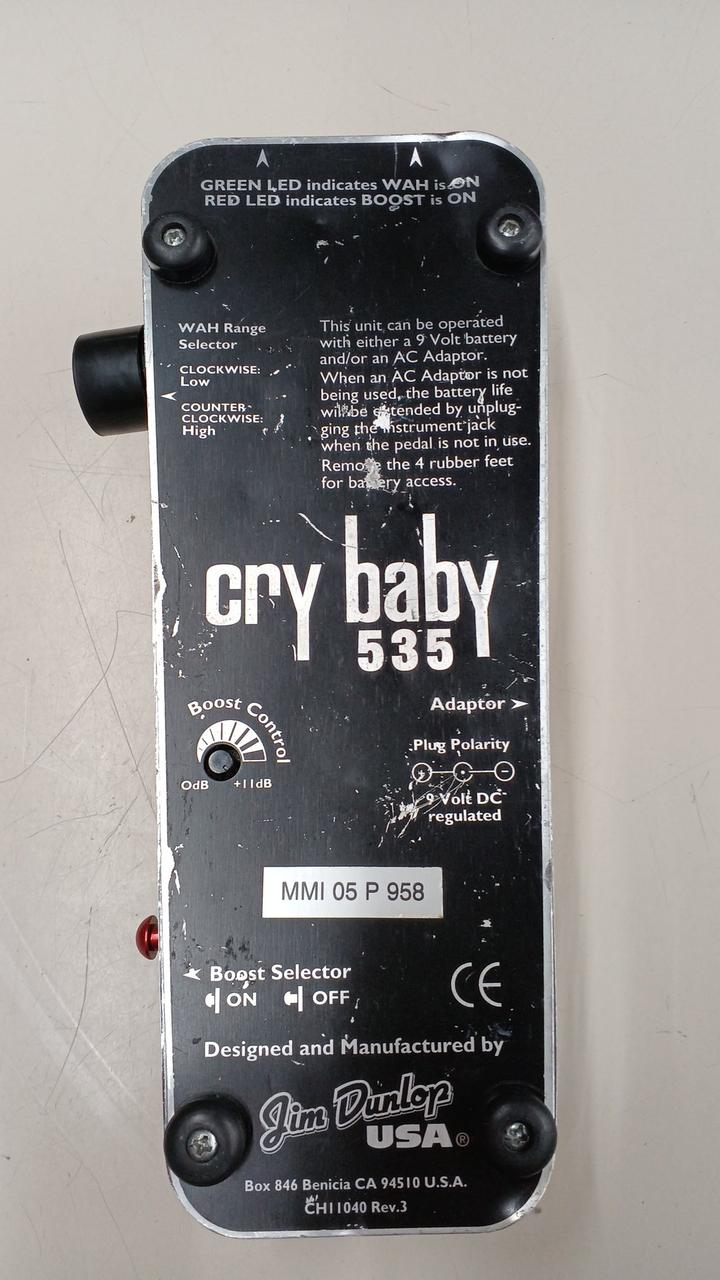 GREEN LED indicates WAH is ON
RED LED indicates BOOST is ON
WAH Range
Selector
CLOCKWISE:
Low
COUNTER-
CLOCKWISE:
High
This unit can be operated
with either a 9 Volt battery
and/or an AC Adaptor.
When an AC Adaptor is not
being used, the battery life
will be extended by unplug-
ging the instrument jack
when the pedal is not in use.
Remove the 4 rubber feet
for battery access.
cry baby
535
Boost Control
0dB +11dB
Adaptor
Plug Polarity
+ -
9 Volt DC
regulated
MMI 05 P 958
Boost Selector
ON OFF
CE
Designed and Manufactured by
Jim Dunlop
USA®
Box 846 Benicia CA 94510 U.S.A.
CH11040 Rev.3